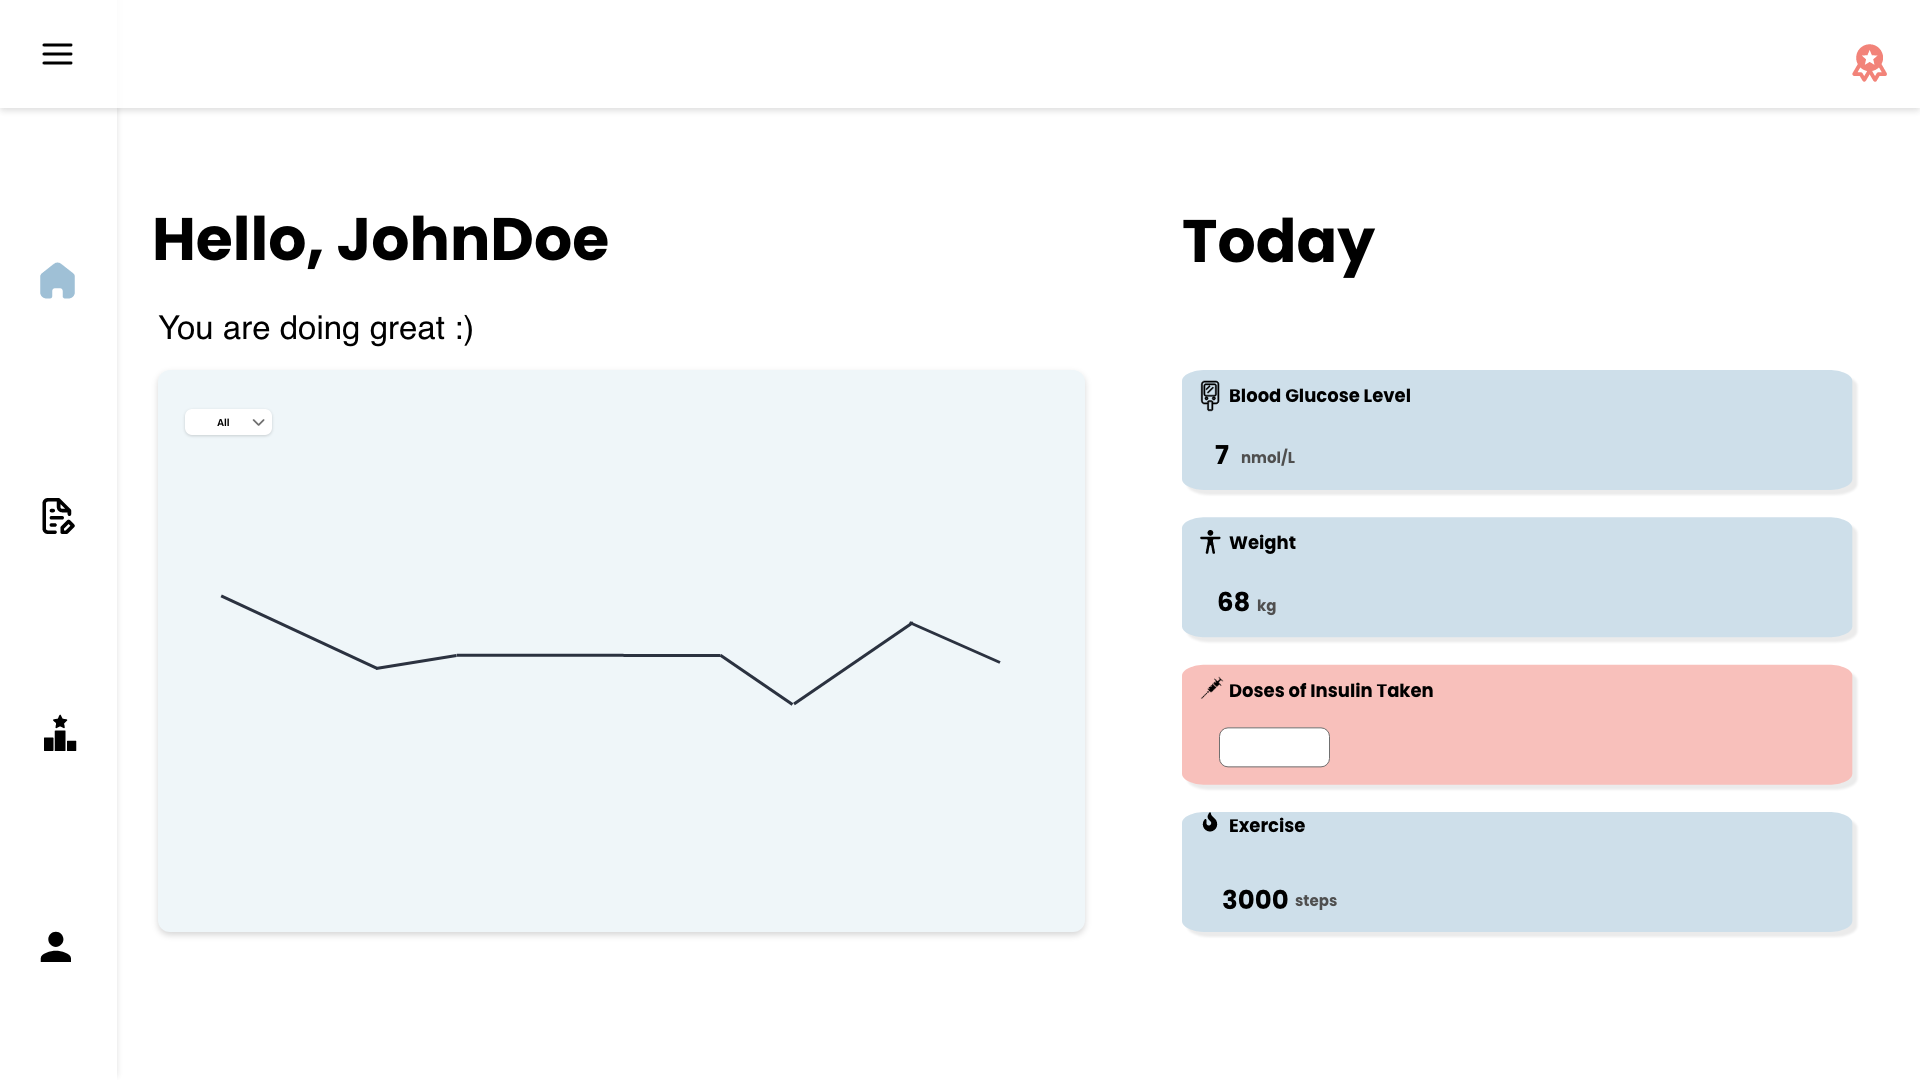 Hello, JohnDoe
You are doing great :)
All
Today
Blood Glucose Level
7 nmol/L
Weight
68 kg
Doses of Insulin Taken
Exercise
3000 steps